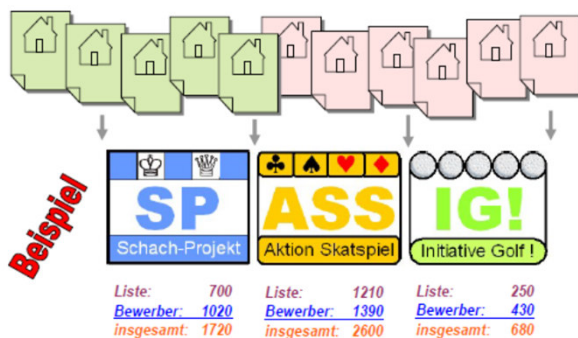 Beispiel
SP
Schach-Projekt
ASS
Aktion Skatspiel
IG!
Initiative Golf !
Liste: 700
Bewerber: 1020
insgesamt: 1720
Liste: 1210
Bewerber: 1390
insgesamt: 2600
Liste: 250
Bewerber: 430
insgesamt: 680